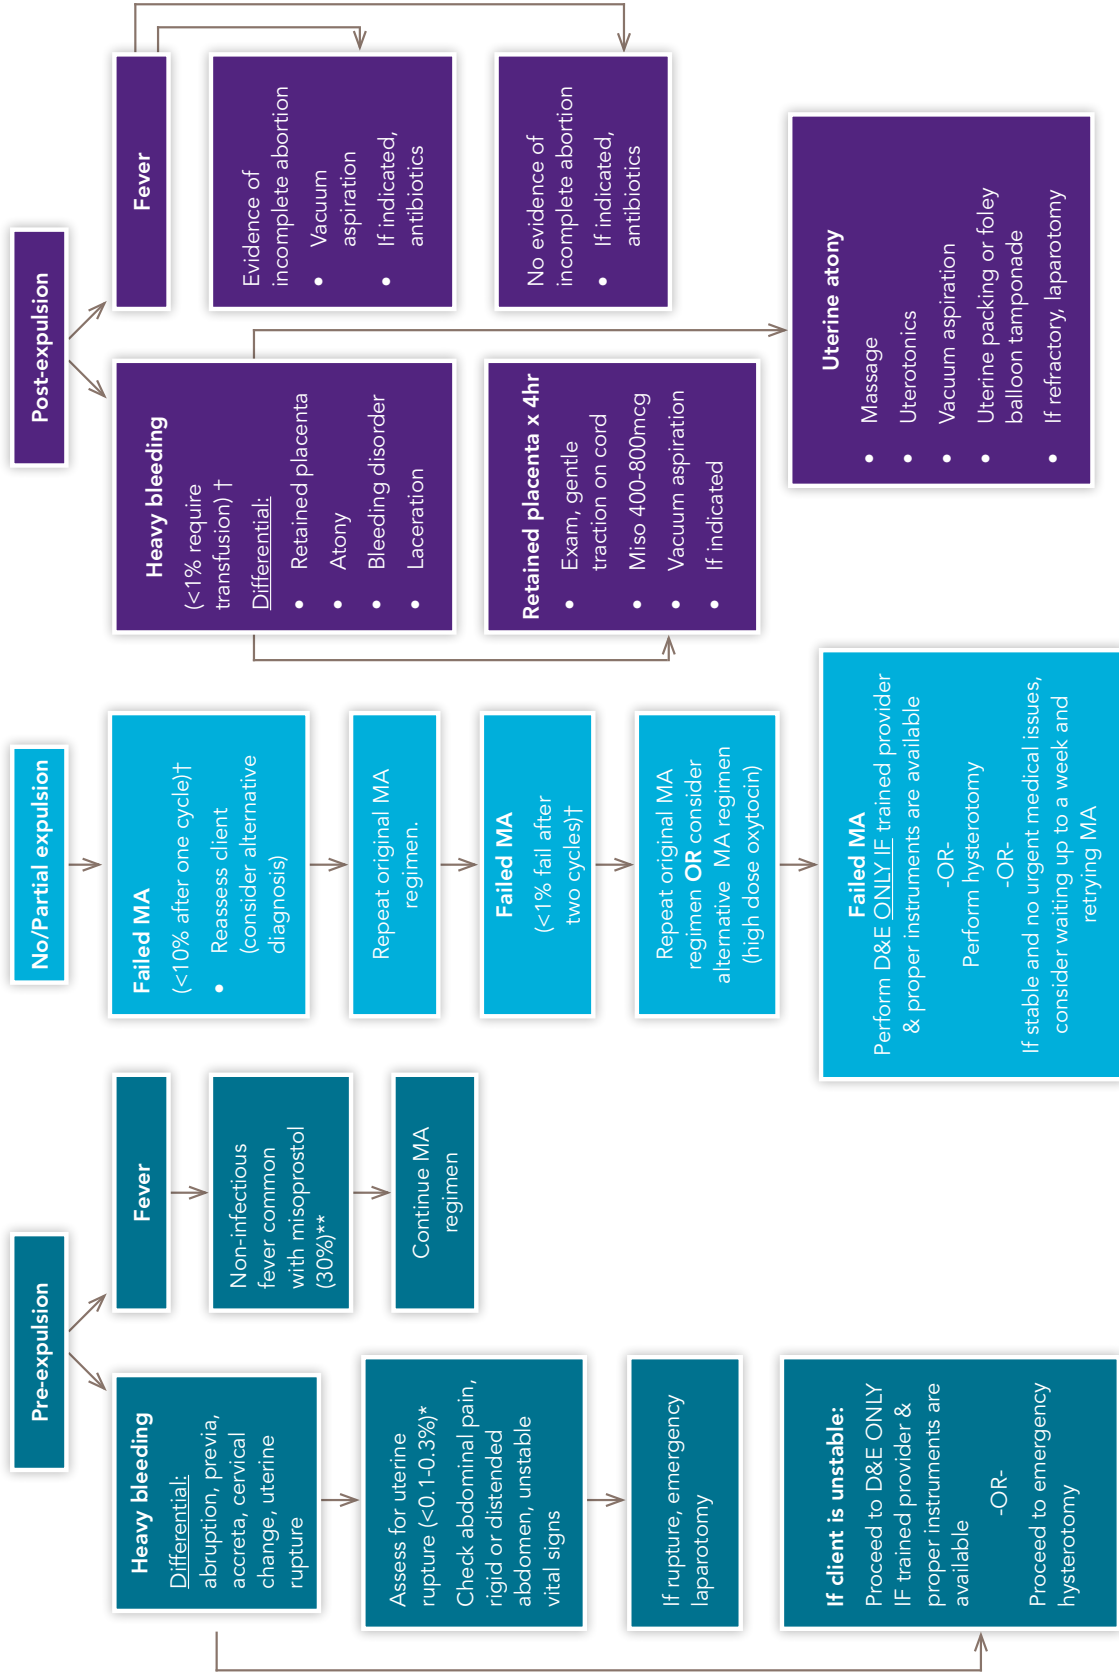 Pre-expulsion
Heavy bleeding
Differential:
abruption, previa,
accreta, cervical
change, uterine
rupture
Assess for uterine
rupture (<0.1-0.3%)*
Check abdominal pain,
rigid or distended
abdomen, unstable
vital signs
If rupture, emergency
laparotomy
If client is unstable:
Proceed to D&E ONLY
IF trained provider &
proper instruments are
available
-OR-
Proceed to emergency
hysterotomy
Fever
Non-infectious
fever common
with misoprostol
(30%)**
Continue MA
regimen
No/Partial expulsion
Failed MA
(<10% after one cycle)†
• Reassess client
(consider alternative
diagnosis)
Repeat original MA
regimen.
Failed MA
(<1% fail after
two cycles)†
Repeat original MA
regimen OR consider
alternative MA regimen
(high dose oxytocin)
Failed MA
Perform D&E ONLY IF trained provider
& proper instruments are available
-OR-
Perform hysterotomy
-OR-
If stable and no urgent medical issues,
consider waiting up to a week and
retrying MA
Post-expulsion
Heavy bleeding
(<1% require
transfusion) †
Differential:
• Retained placenta
• Atony
• Bleeding disorder
• Laceration
Retained placenta x 4hr
• Exam, gentle
traction on cord
• Miso 400-800mcg
• Vacuum aspiration
• If indicated
Uterine atony
• Massage
• Uterotonics
• Vacuum aspiration
• Uterine packing or foley
balloon tamponade
• If refractory, laparotomy
Fever
Evidence of
incomplete abortion
• Vacuum
aspiration
• If indicated,
antibiotics
No evidence of
incomplete abortion
• If indicated,
antibiotics